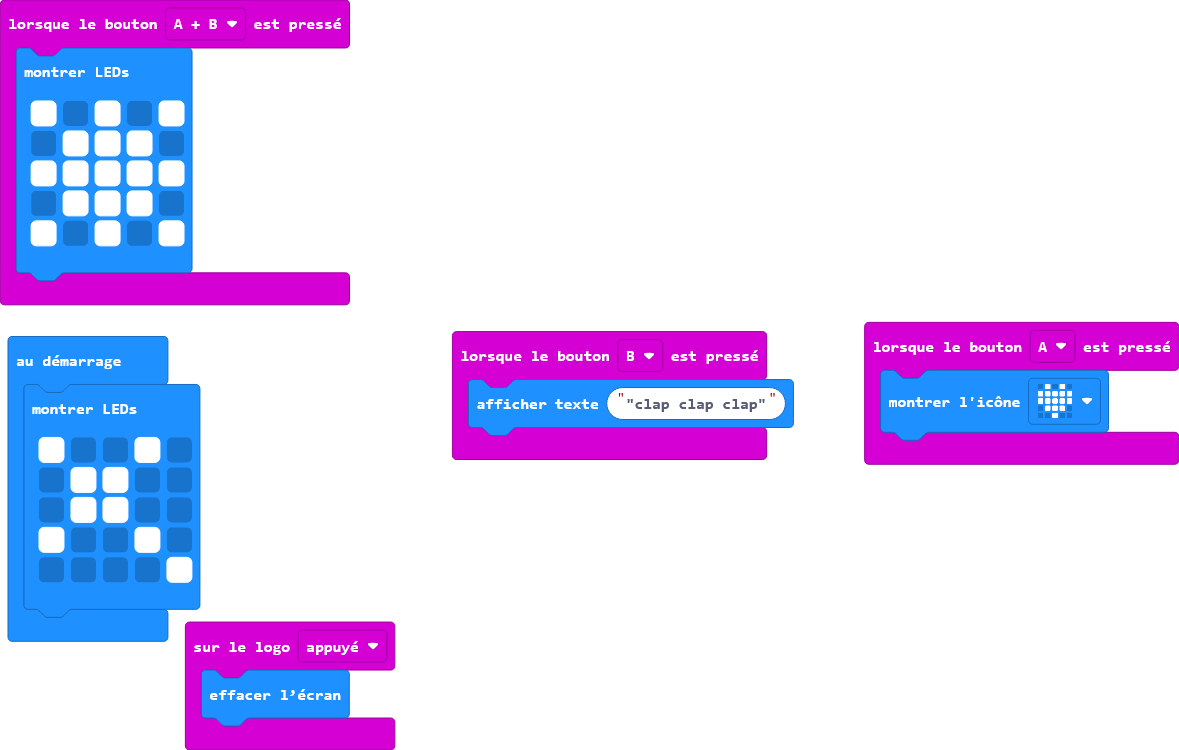 lorsque le bouton A + B est pressé
montrer LEDs
au démarrage
montrer LEDs
lorsque le bouton B est pressé
afficher texte ""clap clap clap""
lorsque le bouton A est pressé
montrer l'icône
sur le logo appuyé
effacer l’écran